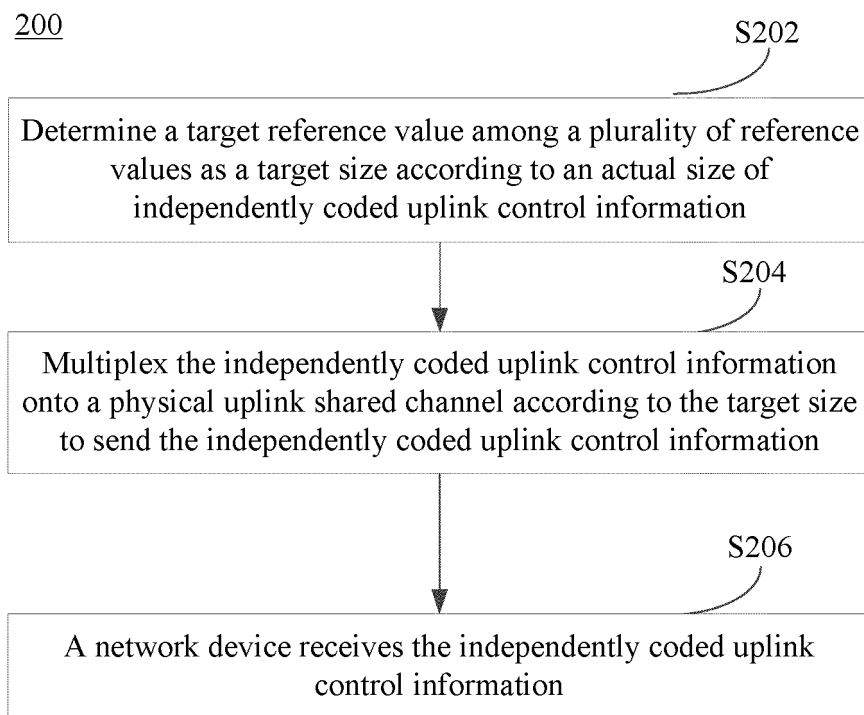 200
S202
Determine a target reference value among a plurality of reference
values as a target size according to an actual size of
independently coded uplink control information
S204
Multiplex the independently coded uplink control information
onto a physical uplink shared channel according to the target size
to send the independently coded uplink control information
S206
A network device receives the independently coded uplink
control information